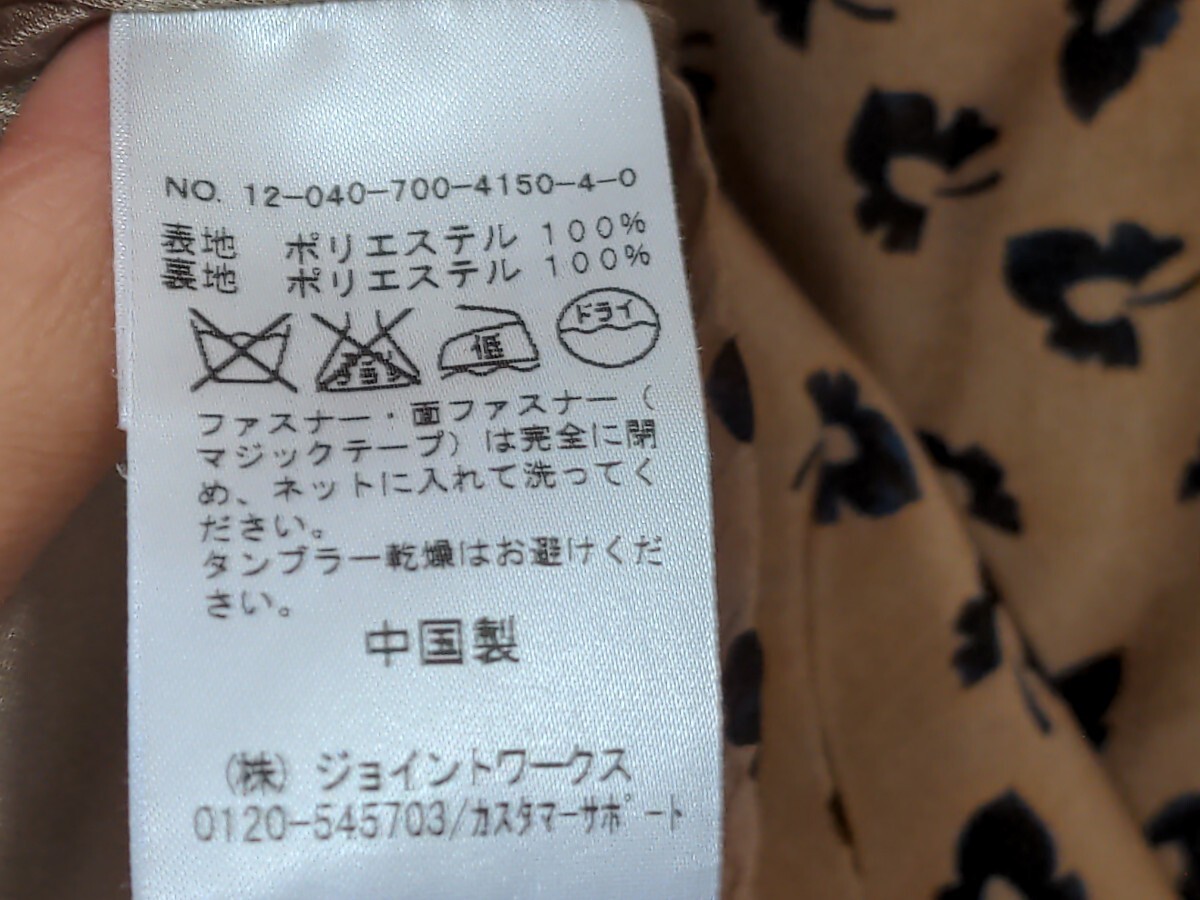 NO. 12-040-700-4150-4-0
表地 ポリエステル 100%
裏地 ポリエステル 100%
低 ドライ
ファスナー・面ファスナー(
マジックテープ)は完全に閉
め、ネットに入れて洗ってく
ださい。
タンブラー乾燥はお避けくだ
さい。
中国製
(株) ジョイントワークス
0120-545703/カスタマーサポート